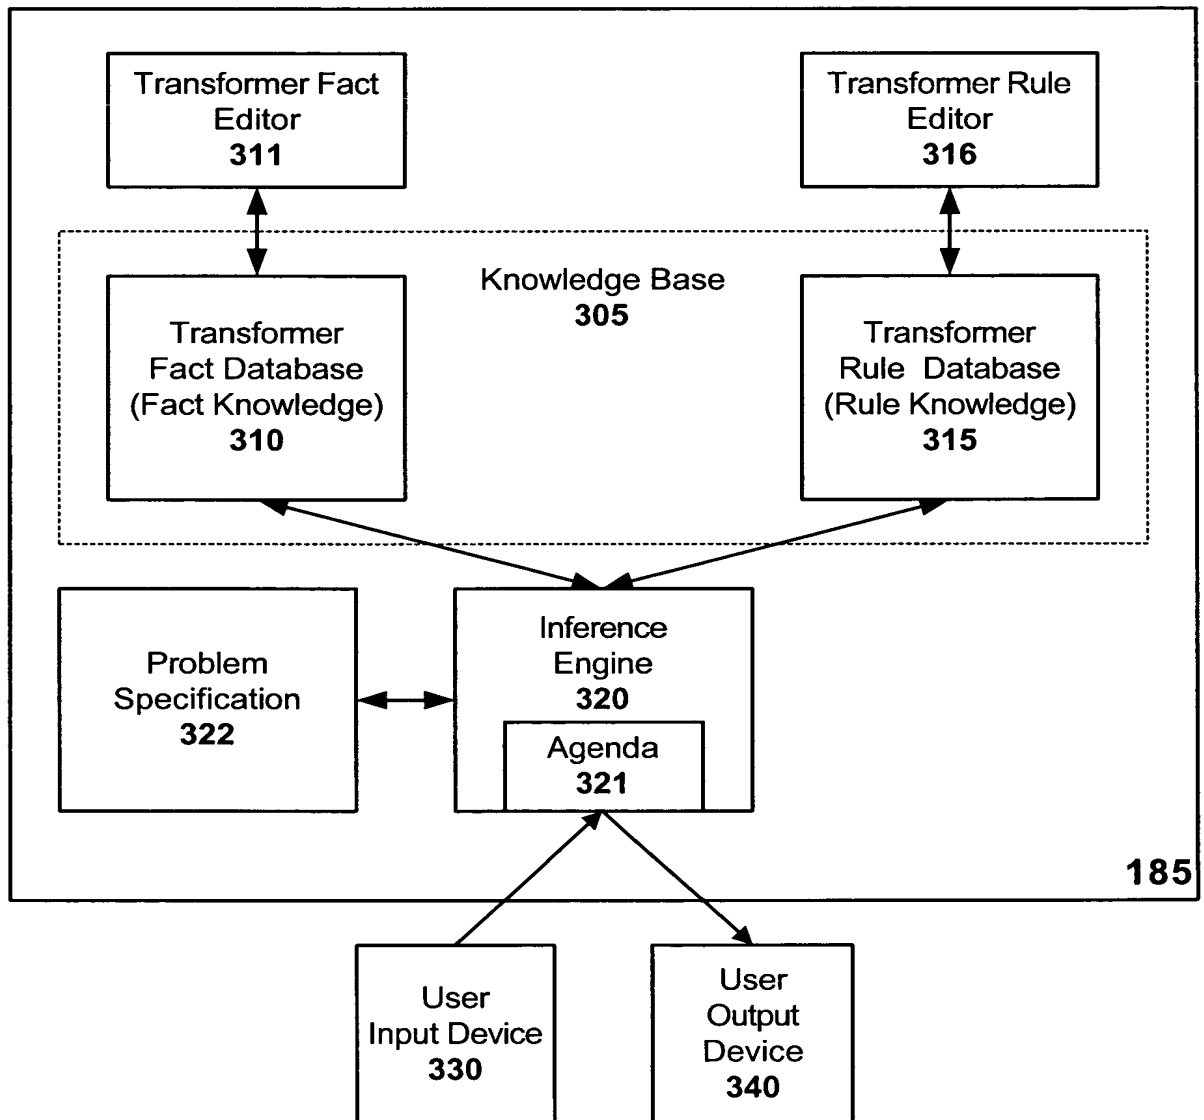 Transformer Fact
Editor
311
Transformer Rule
Editor
316
Knowledge Base
305
Transformer
Fact Database
(Fact Knowledge)
310
Transformer
Rule Database
(Rule Knowledge)
315
Problem
Specification
322
Inference
Engine
320
Agenda
321
185
User
Input Device
330
User
Output
Device
340